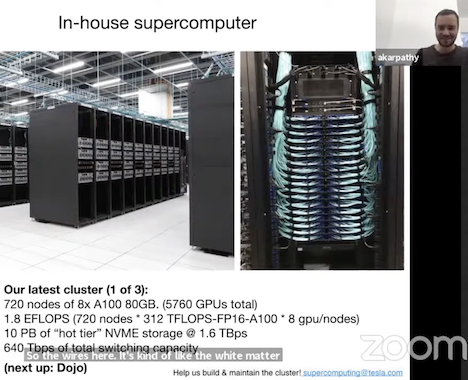 In-house supercomputer
akarpathy
Our latest cluster (1 of 3):
720 nodes of 8x A100 80GB. (5760 GPUs total)
1.8 EFLOPS (720 nodes * 312 TFLOPS-FP16-A100 * 8 gpu/nodes)
10 PB of “hot tier” NVME storage @ 1.6 TBps
640 Tbps of total switching capacity
So the wires here. It's kind of like the white matter
zoom
(next up: Dojo)
Help us build & maintain the cluster! supercomputing@tesla.com